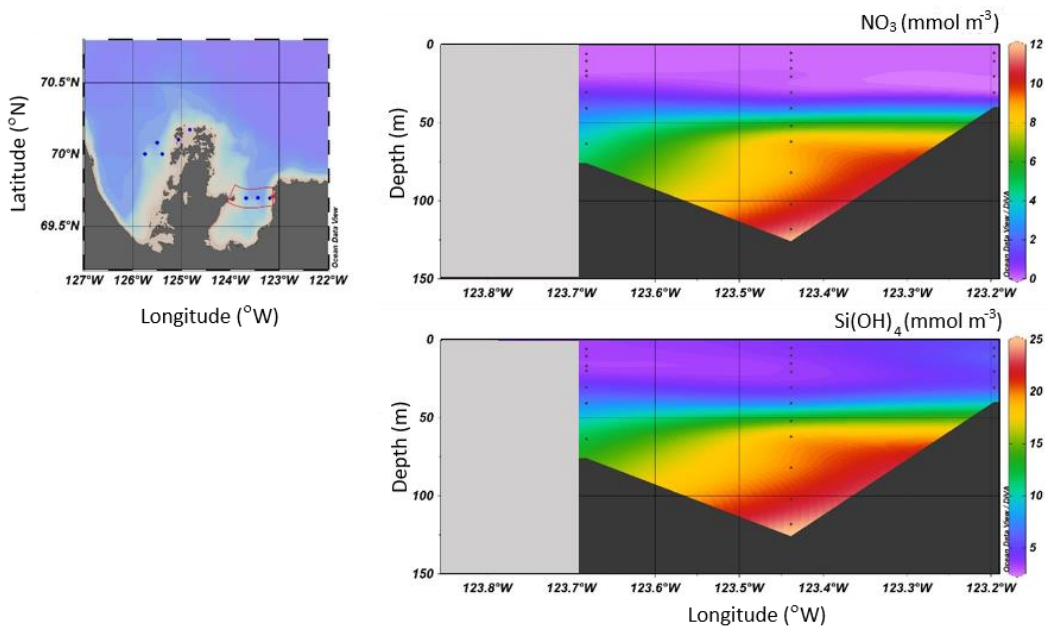 NO3 (mmol m-3)
Latitude (ON)
70.5°N
70°N
69.5°N
127°W 126°W 125°W 124°W 123°W 122°W
Longitude (OW)
Ocean Data View
Depth (m)
0
50
100
150
123.8°W 123.7°W 123.6°W 123.5°W 123.4°W 123.3°W 123.2°W
12
10
8
6
4
2
0
Ocean Data View / DIVA
Si(OH)4 (mmol m-3)
Depth (m)
0
50
100
150
123.8°W 123.7°W 123.6°W 123.5°W 123.4°W 123.3°W 123.2°W
Longitude (OW)
25
20
15
10
5
Ocean Data View / DIVA